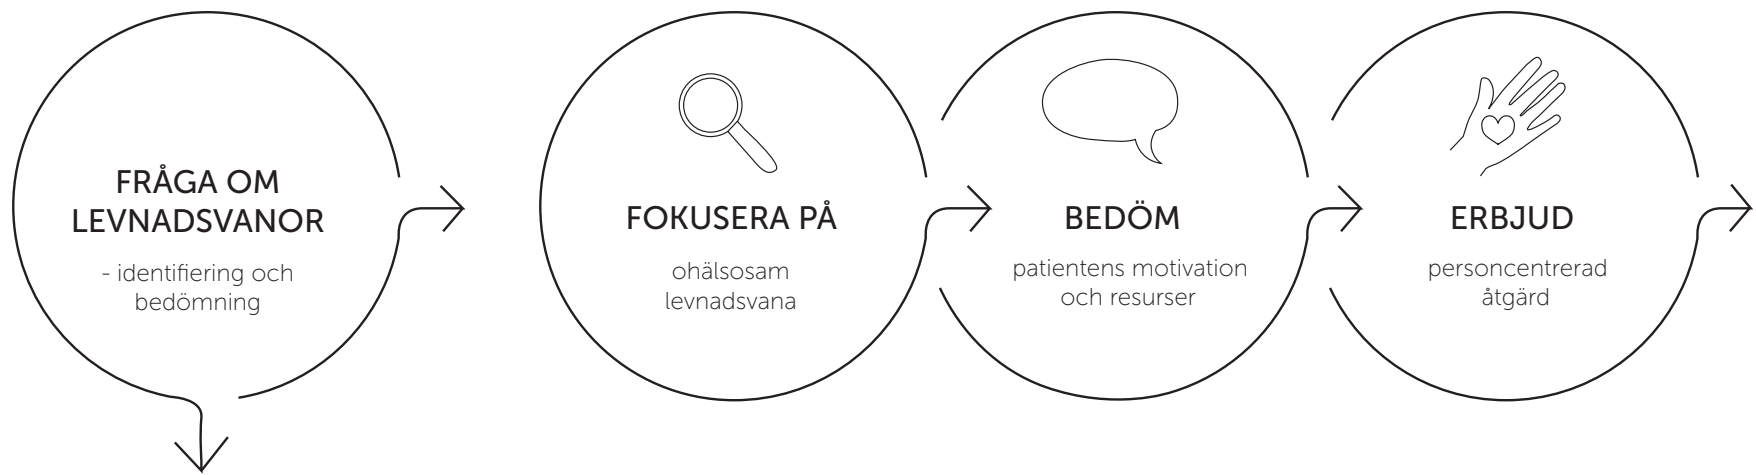 FRÅGA OM
LEVNADSVANOR
- identifiering och
bedömning
FOKUSERA PÅ
ohälsosam
levnadsvana
BEDÖM
patientens motivation
och resurser
ERBJUD
personcentrerad
åtgärd